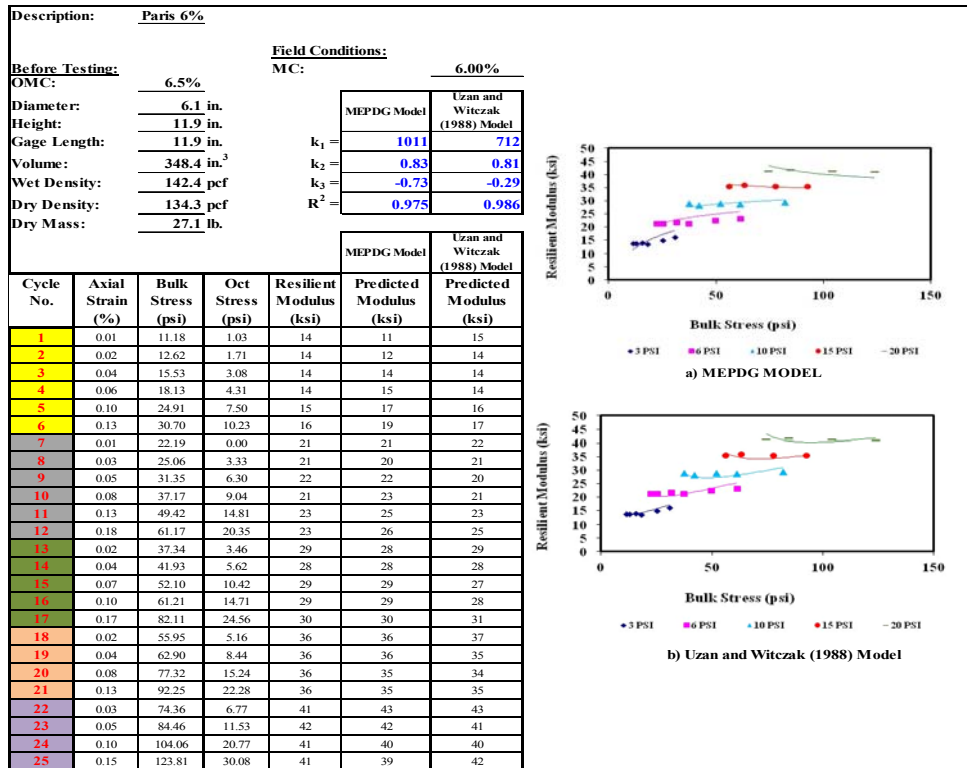 Description: Paris 6%
Field Conditions:
Before Testing: MC: 6.00%
OMC: 6.5%
Diameter: 6.1 in.
Height: 11.9 in.
Gage Length: 11.9 in.
Volume: 348.4 in.3
Wet Density: 142.4 pcf
Dry Density: 134.3 pcf
Dry Mass: 27.1 lb.
MEPDG Model Uzan and Witczak (1988) Model
k1 = 1011 712
k2 = 0.83 0.81
k3 = -0.73 -0.29
R2 = 0.975 0.986
MEPDG Model Uzan and Witczak (1988) Model
Cycle No. Axial Strain (%) Bulk Stress (psi) Oct Stress (psi) Resilient Modulus (ksi) Predicted Modulus (ksi) Predicted Modulus (ksi)
1 0.01 11.18 1.03 14 11 15
2 0.02 12.62 1.71 14 12 14
3 0.04 15.53 3.08 14 14 14
4 0.06 18.13 4.31 14 15 14
5 0.10 24.91 7.50 15 17 16
6 0.13 30.70 10.23 16 19 17
7 0.01 22.19 0.00 21 21 22
8 0.03 25.06 3.33 21 20 21
9 0.05 31.35 6.30 22 22 20
10 0.08 37.17 9.04 21 23 21
11 0.13 49.42 14.81 23 25 23
12 0.18 61.17 20.35 23 26 25
13 0.02 37.34 3.46 29 28 29
14 0.04 41.93 5.62 28 28 28
15 0.07 52.10 10.42 29 29 27
16 0.10 61.21 14.71 29 29 28
17 0.17 82.11 24.56 30 30 31
18 0.02 55.95 5.16 36 36 37
19 0.04 62.90 8.44 36 36 35
20 0.08 77.32 15.24 36 35 34
21 0.13 92.25 22.28 36 35 35
22 0.03 74.36 6.77 41 43 43
23 0.05 84.46 11.53 42 42 41
24 0.10 104.06 20.77 41 40 40
25 0.15 123.81 30.08 41 39 42
Resilient Modulus (ksi)
50
45
40
35
30
25
20
15
10
5
0
0 50 100 150
Bulk Stress (psi)
3 PSI 6 PSI 10 PSI 15 PSI 20 PSI
a) MEPDG MODEL
Resilient Modulus (ksi)
50
45
40
35
30
25
20
15
10
5
0
0 50 100 150
Bulk Stress (psi)
3 PSI 6 PSI 10 PSI 15 PSI 20 PSI
b) Uzan and Witczak (1988) Model